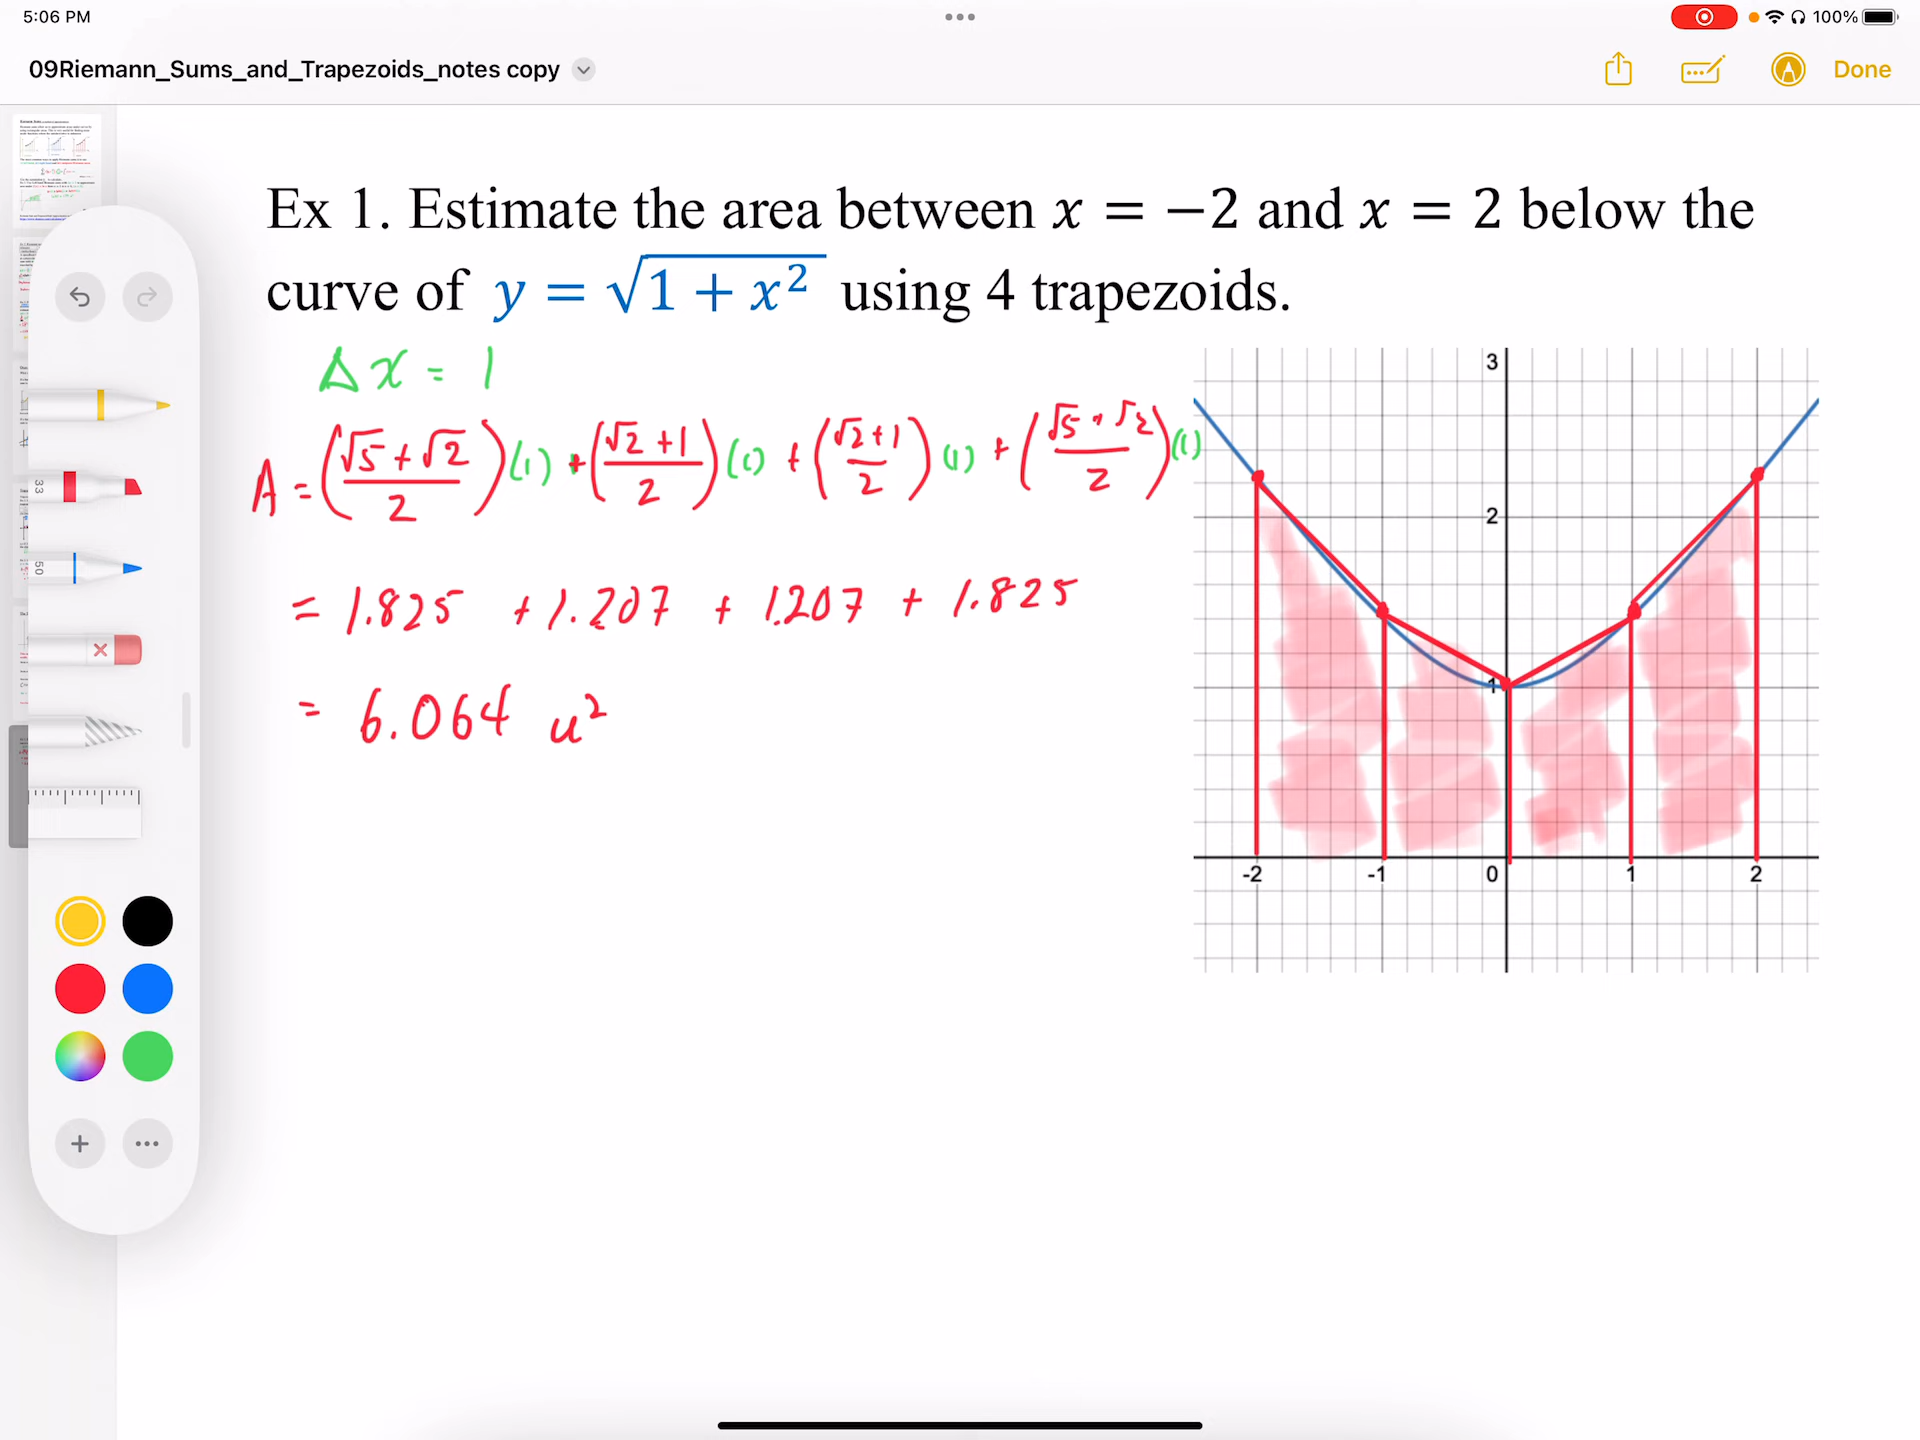 5:06 PM
100%
09Riemann_Sums_and_Trapezoids_notes copy
Done
Ex 1. Estimate the area between x = −2 and x = 2 below the
curve of y = √(1 + x²) using 4 trapezoids.
Δx = 1
A = ((√5+√2)/2)(1) + ((√2+1)/2)(1) + ((√2+1)/2)(1) + ((√5+√2)/2)(1)
= 1.825 + 1.207 + 1.207 + 1.825
= 6.064 u²
3
2
1
-2 -1 0 1 2
33
50